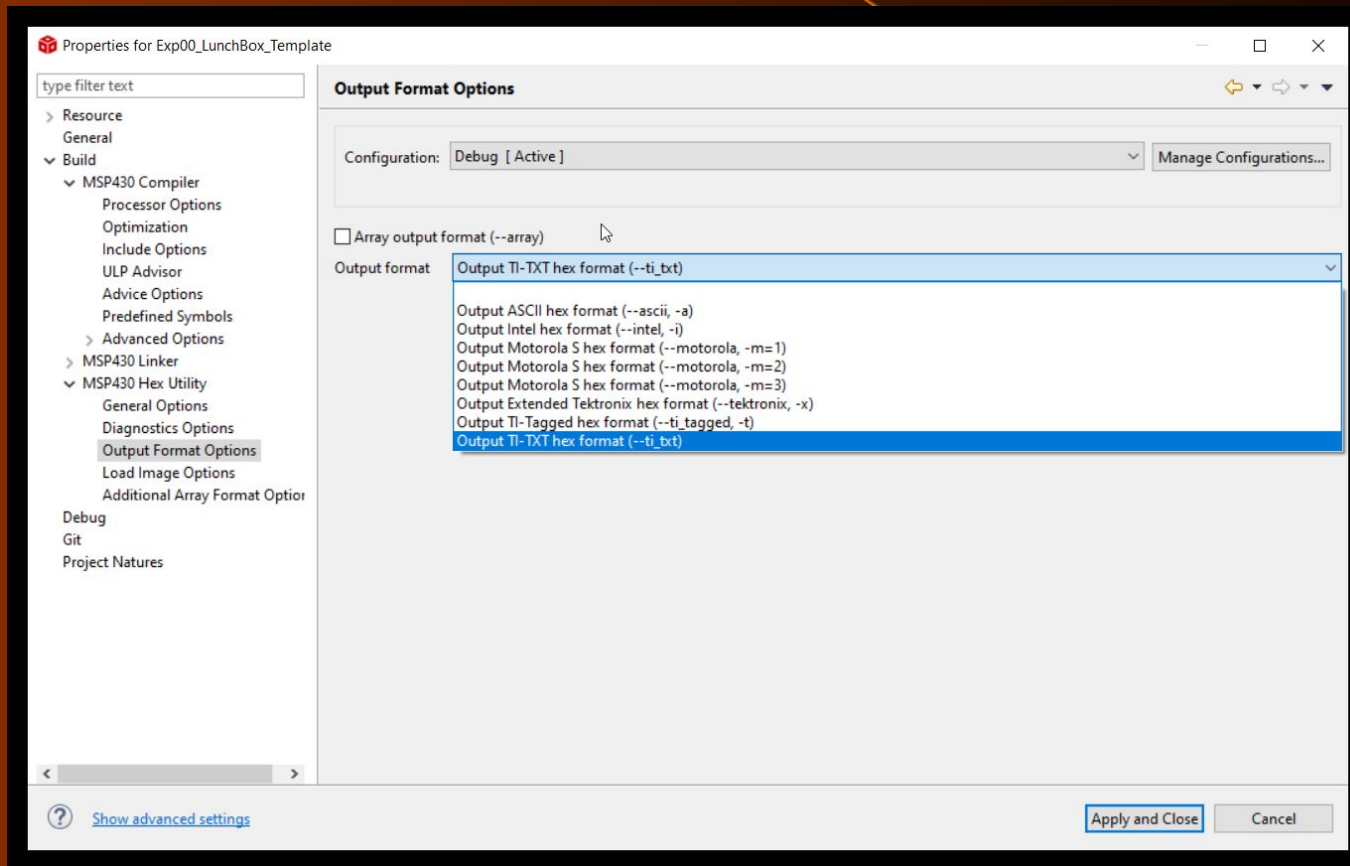 Properties for Exp00_LunchBox_Template
type filter text
Resource
General
Build
MSP430 Compiler
Processor Options
Optimization
Include Options
ULP Advisor
Advice Options
Predefined Symbols
Advanced Options
MSP430 Linker
MSP430 Hex Utility
General Options
Diagnostics Options
Output Format Options
Load Image Options
Additional Array Format Option
Debug
Git
Project Natures
Output Format Options
Configuration: Debug [ Active ] Manage Configurations...
Array output format (--array)
Output format Output TI-TXT hex format (--ti_txt)
Output ASCII hex format (--ascii, -a)
Output Intel hex format (--intel, -i)
Output Motorola S hex format (--motorola, -m=1)
Output Motorola S hex format (--motorola, -m=2)
Output Motorola S hex format (--motorola, -m=3)
Output Extended Tektronix hex format (--tektronix, -x)
Output TI-Tagged hex format (--ti_tagged, -t)
Output TI-TXT hex format (--ti_txt)
? Show advanced settings
Apply and Close Cancel